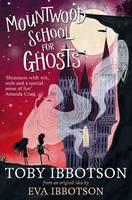 MOUNTWOOD
SCHOOL
FOR
GHOSTS
'Shimmers with wit,
style and a special
sense of fun'
Amanda Craig
TOBY IBBOTSON
from an original idea by
EVA IBBOTSON